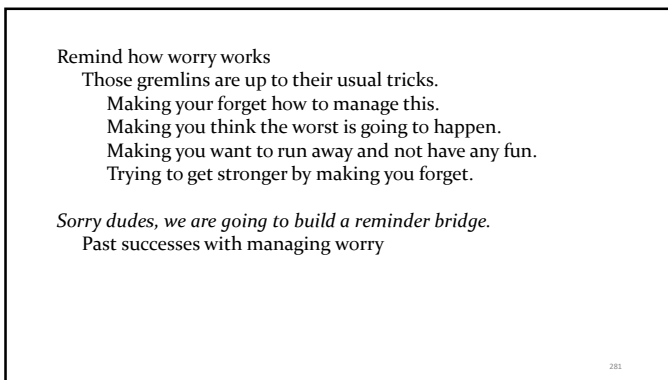 Remind how worry works
Those gremlins are up to their usual tricks.
Making your forget how to manage this.
Making you think the worst is going to happen.
Making you want to run away and not have any fun.
Trying to get stronger by making you forget.
Sorry dudes, we are going to build a reminder bridge.
Past successes with managing worry
281